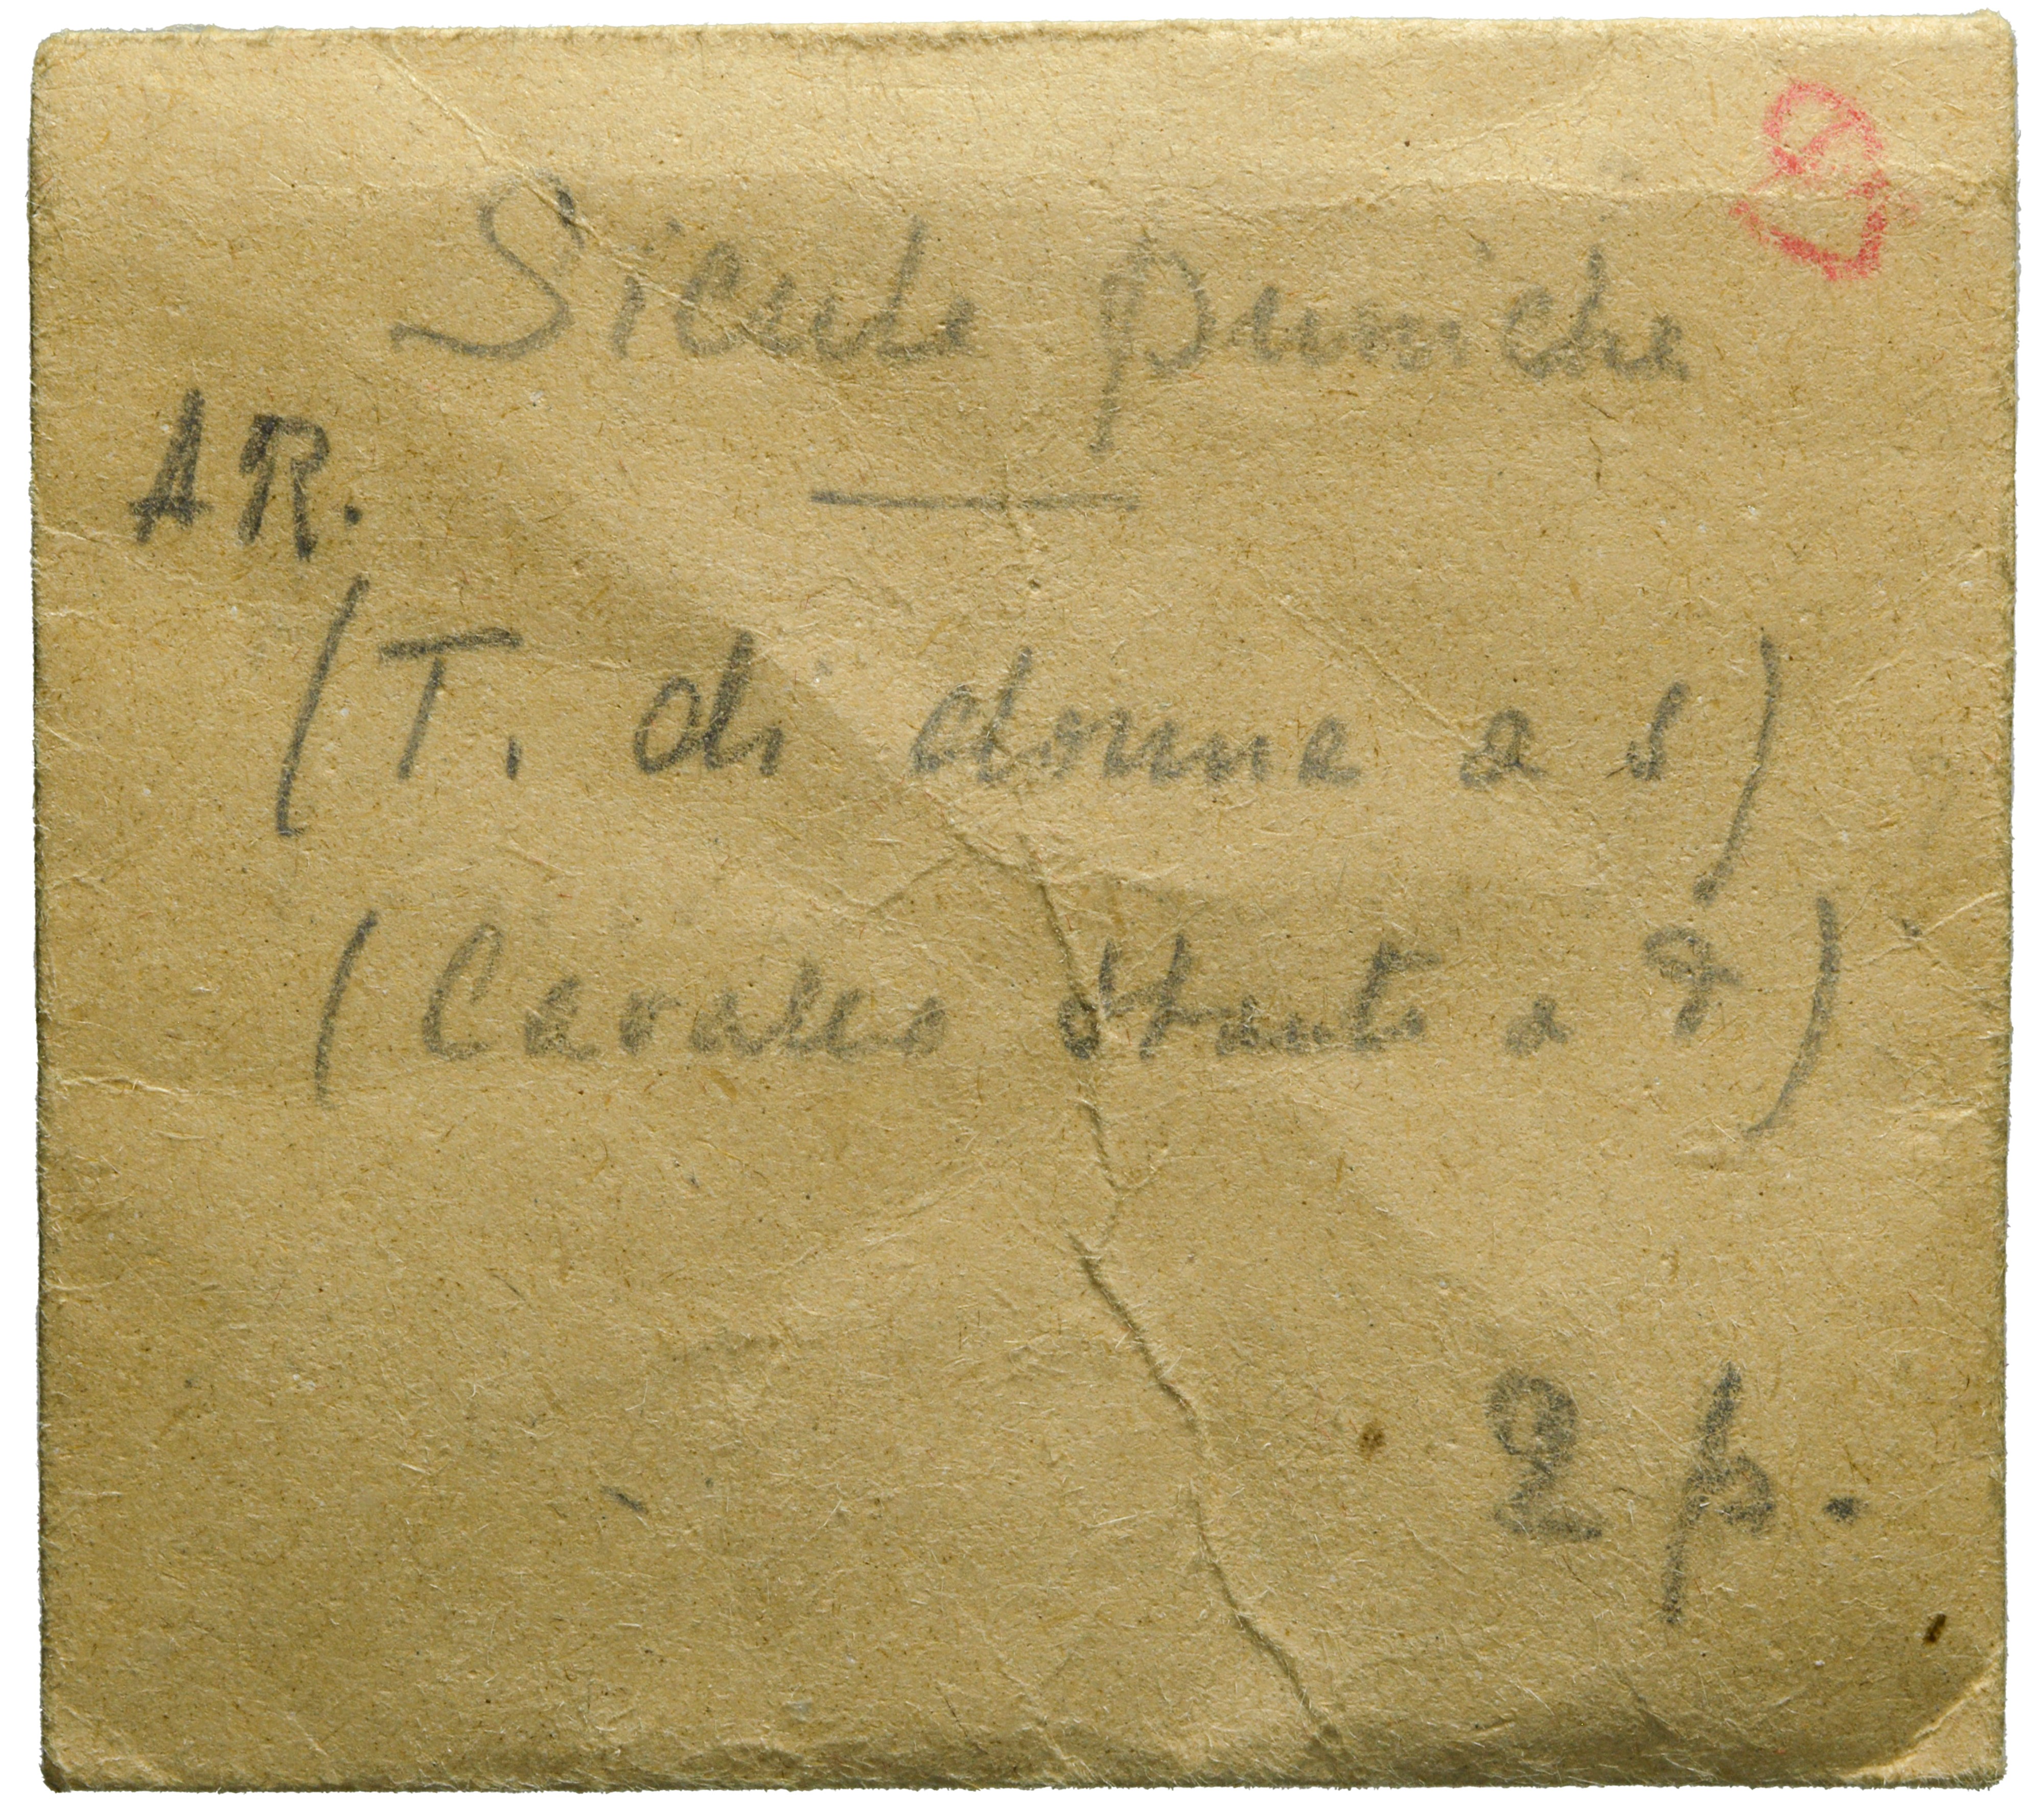 Sicule puniche
AR.
(T. di donna a s)
(Cavallo stante a d)
2 p.